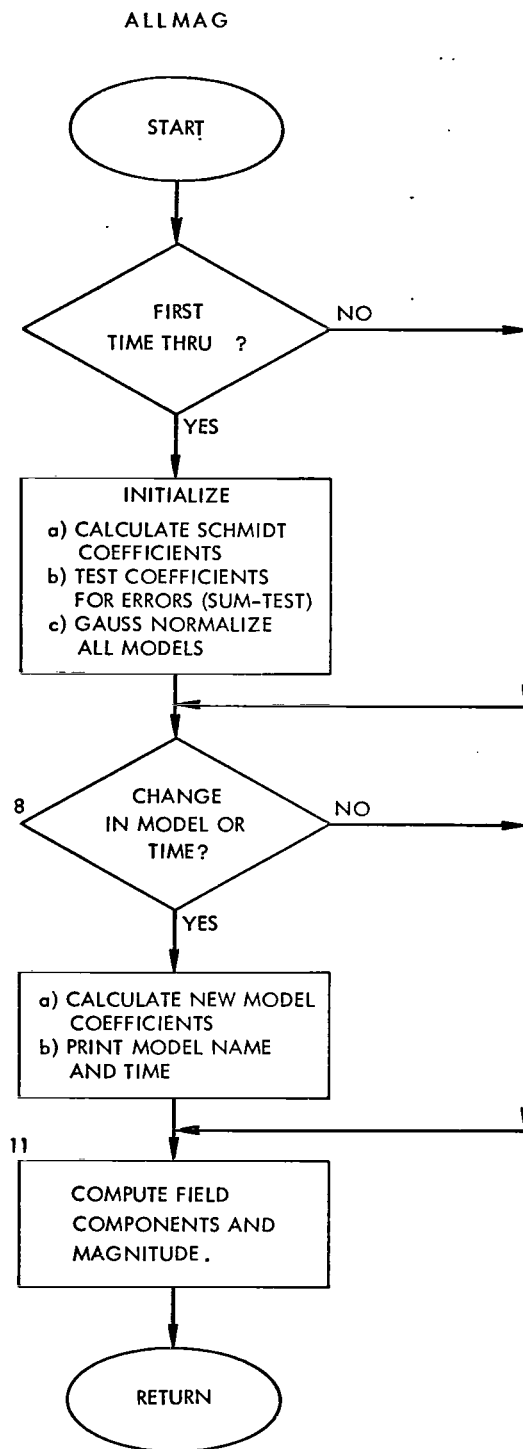 ALLMAG
START
FIRST
TIME THRU ?
NO
YES
INITIALIZE
a) CALCULATE SCHMIDT
COEFFICIENTS
b) TEST COEFFICIENTS
FOR ERRORS (SUM-TEST)
c) GAUSS NORMALIZE
ALL MODELS
8
CHANGE
IN MODEL OR
TIME?
NO
YES
a) CALCULATE NEW MODEL
COEFFICIENTS
b) PRINT MODEL NAME
AND TIME
11
COMPUTE FIELD
COMPONENTS AND
MAGNITUDE.
RETURN